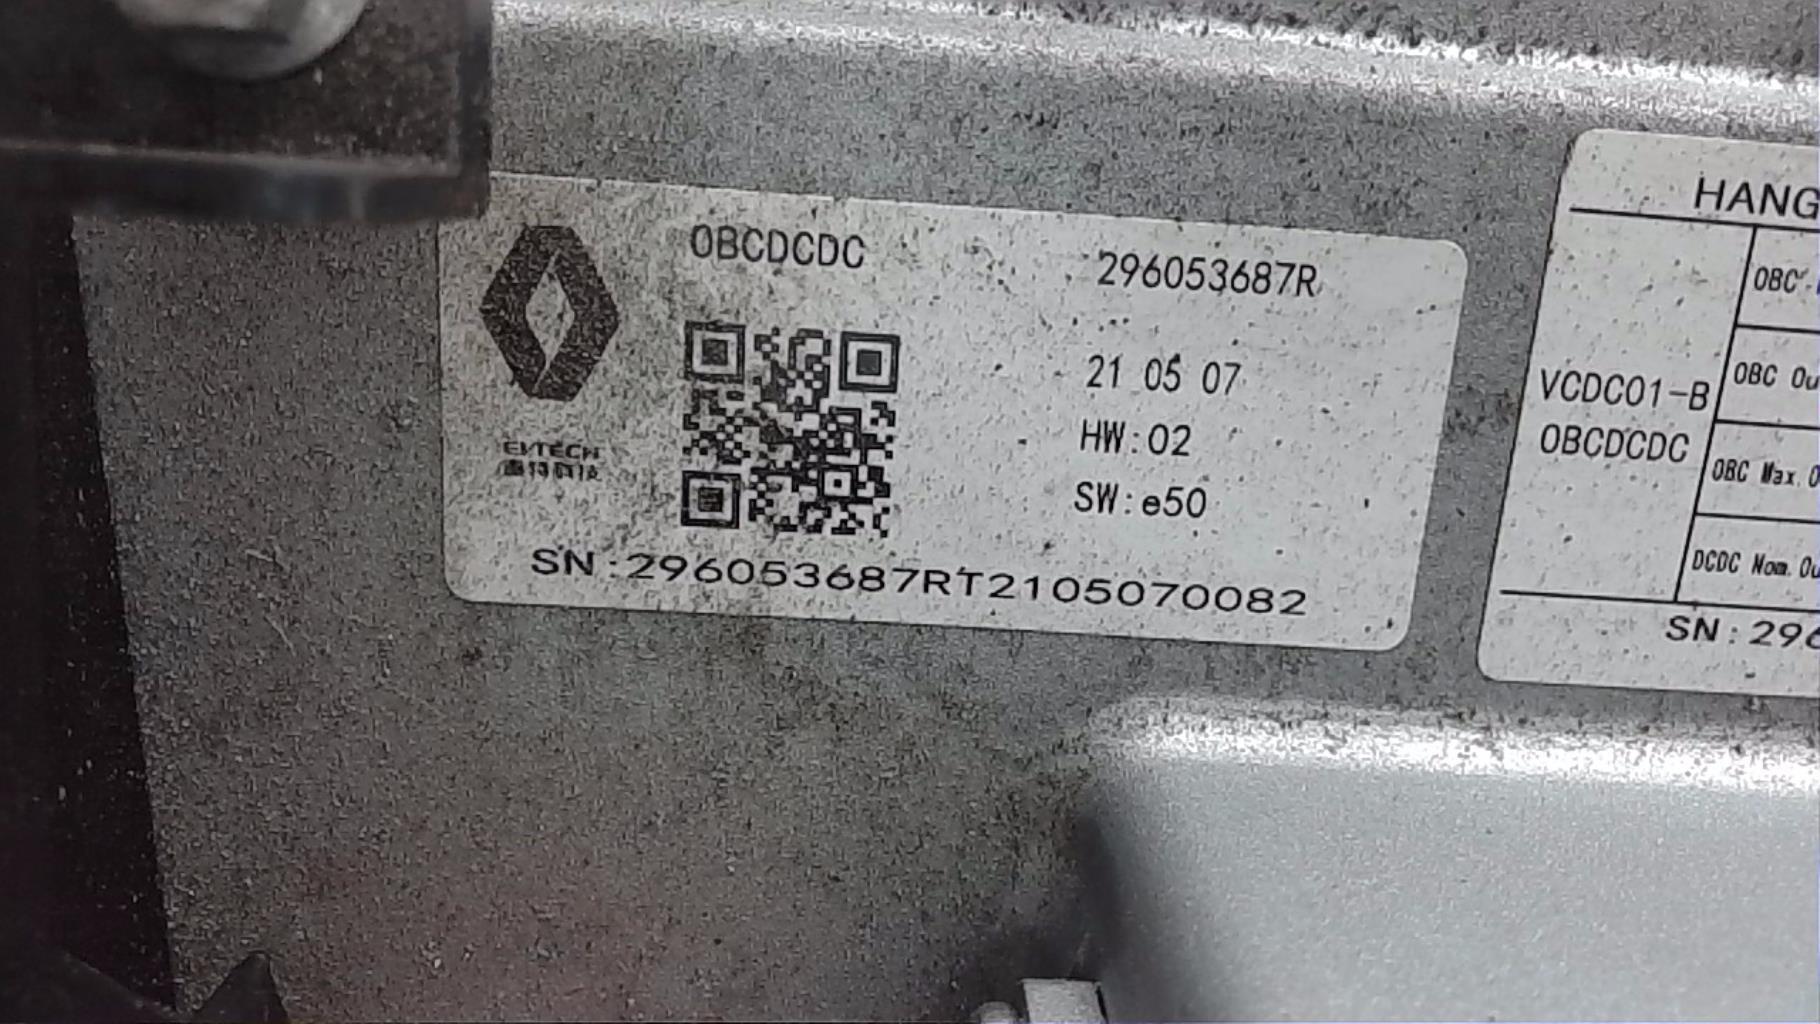 OBCDCDC
296053687R
21 05 07
HW:02
SW:e50
EVTECH
SN:296053687RT2105070082
HANG
VCDC01-B
OBCDCDC
OBC
OBC Ou
OBC Max.O
DCDC Nom.Ou
SN:296